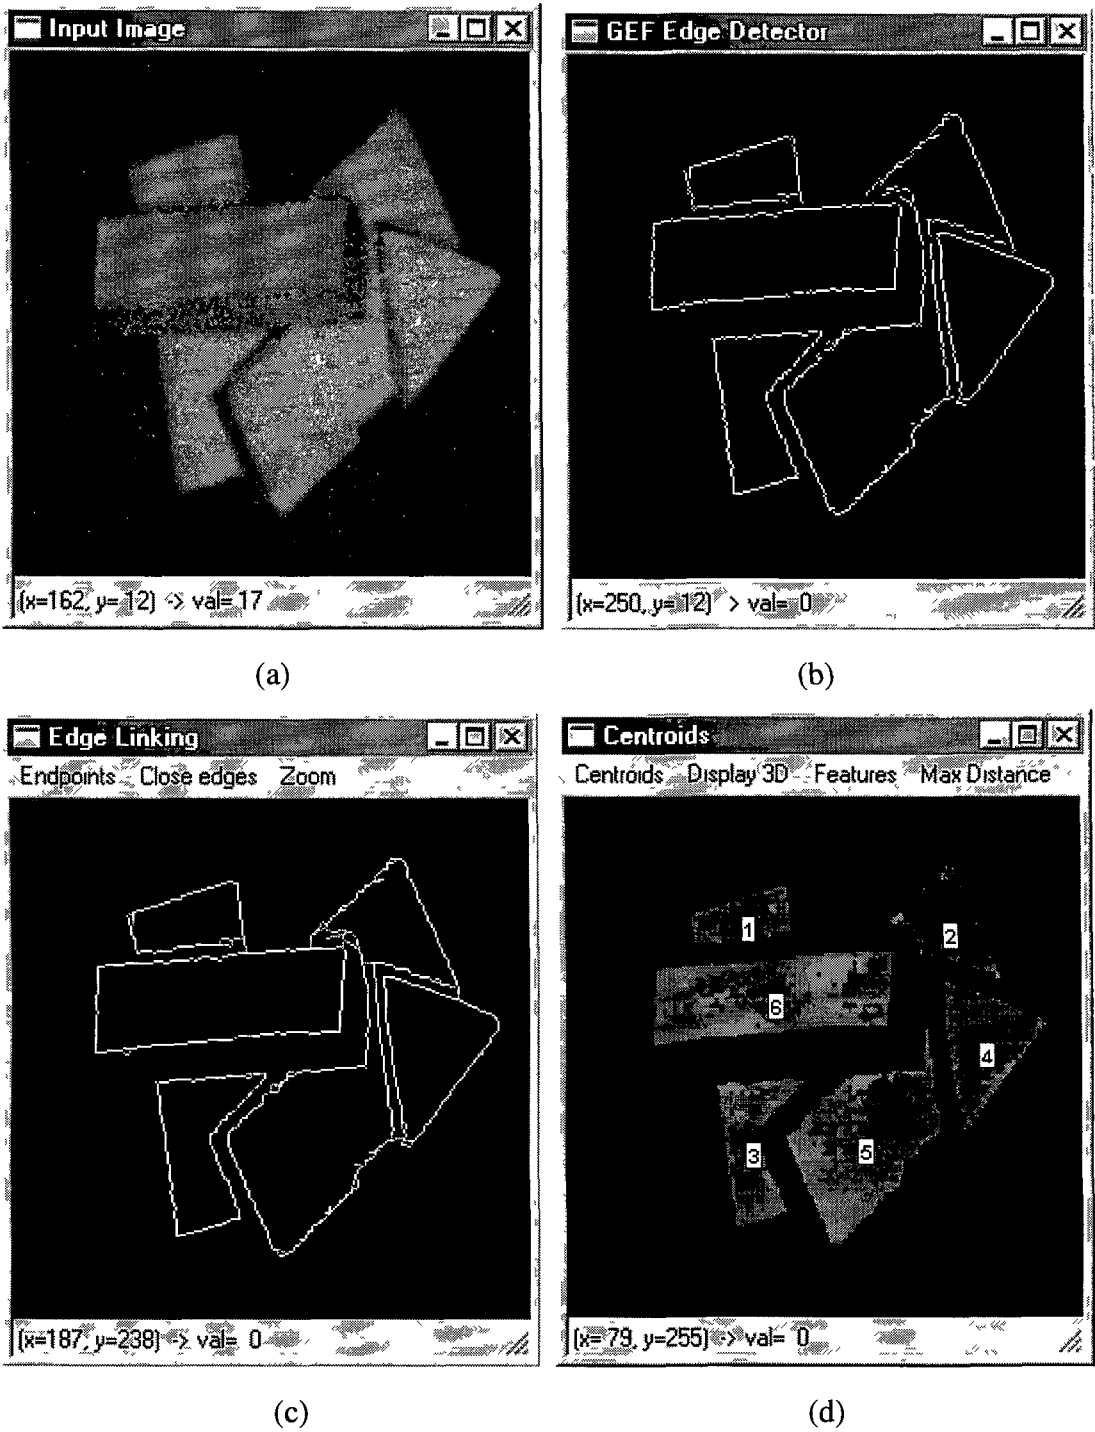 Input Image
GEF Edge Detector
(x=162, y= 12) -> val= 17
(x=250, y= 12) > val= 0
(a)
(b)
Edge Linking
Centroids
Endpoints Close edges Zoom
Centroids Display 3D Features Max Distance
1
2
6
4
3
5
(x=187, y=238) -> val= 0
(x= 79, y=255) -> val= 0
(c)
(d)